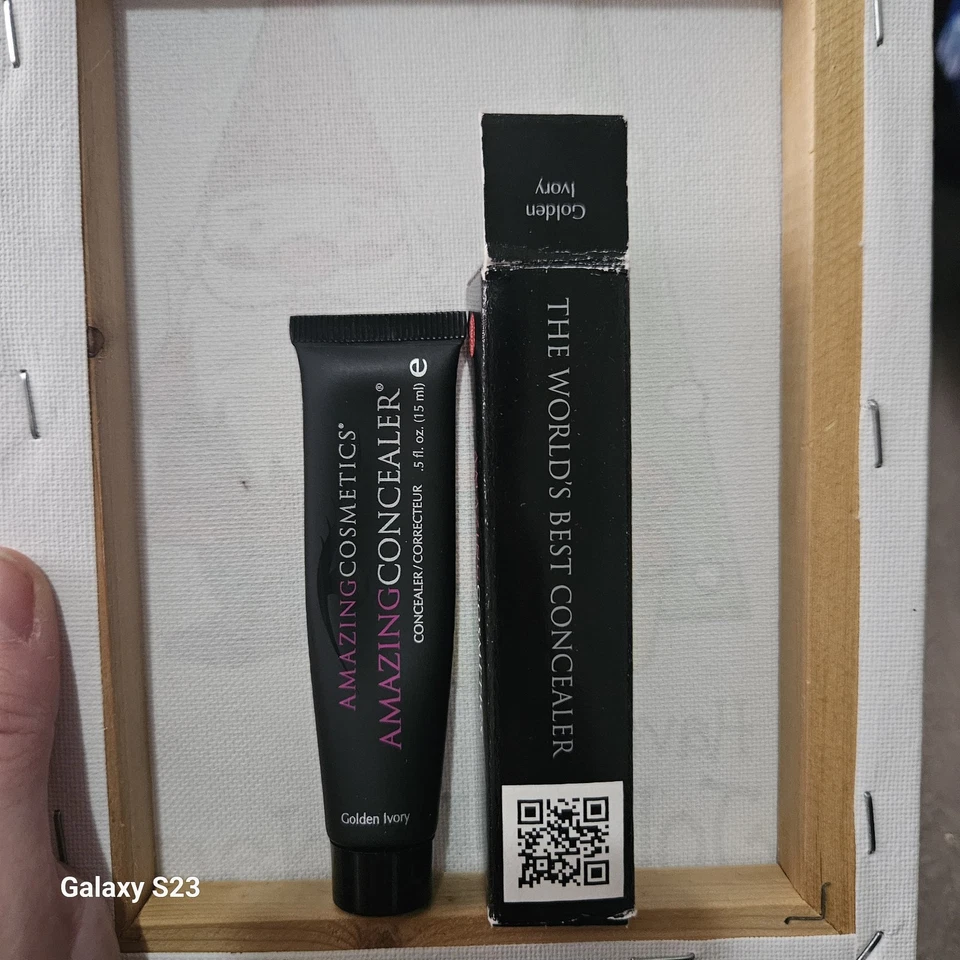 AMAZINGCOSMETICS®
AMAZINGCONCEALER®
CONCEALER/CORRECTEUR .5 fl. oz. (15 ml) e
Golden Ivory
Golden
Ivory
THE WORLD'S BEST CONCEALER
Galaxy S23